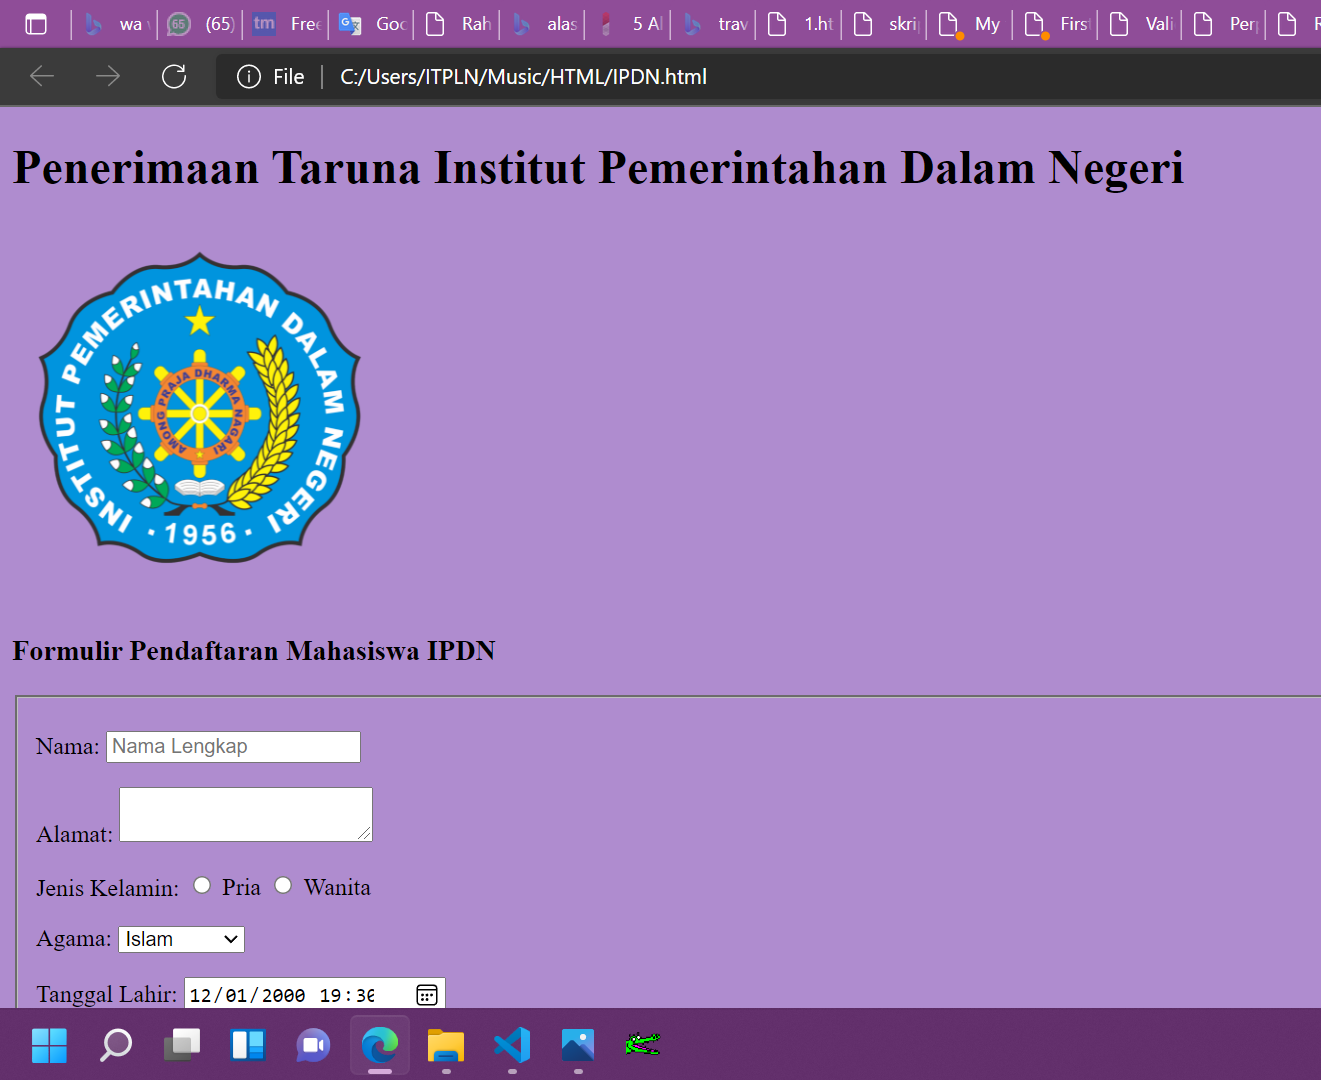 wa
(65)
Free
Goo
Rah
alas
5 Al
trav
1.ht
skri
My
First
Vali
Per
File
C:/Users/ITPLN/Music/HTML/IPDN.html
Penerimaan Taruna Institut Pemerintahan Dalam Negeri
INSTITUT PEMERINTAHAN DALAM NEGERI
AMONG PRAJA DHARMA NAGARI
· 1956 ·
Formulir Pendaftaran Mahasiswa IPDN
Nama: Nama Lengkap
Alamat:
Jenis Kelamin: Pria Wanita
Agama: Islam
Tanggal Lahir: 12/01/2000 19:30